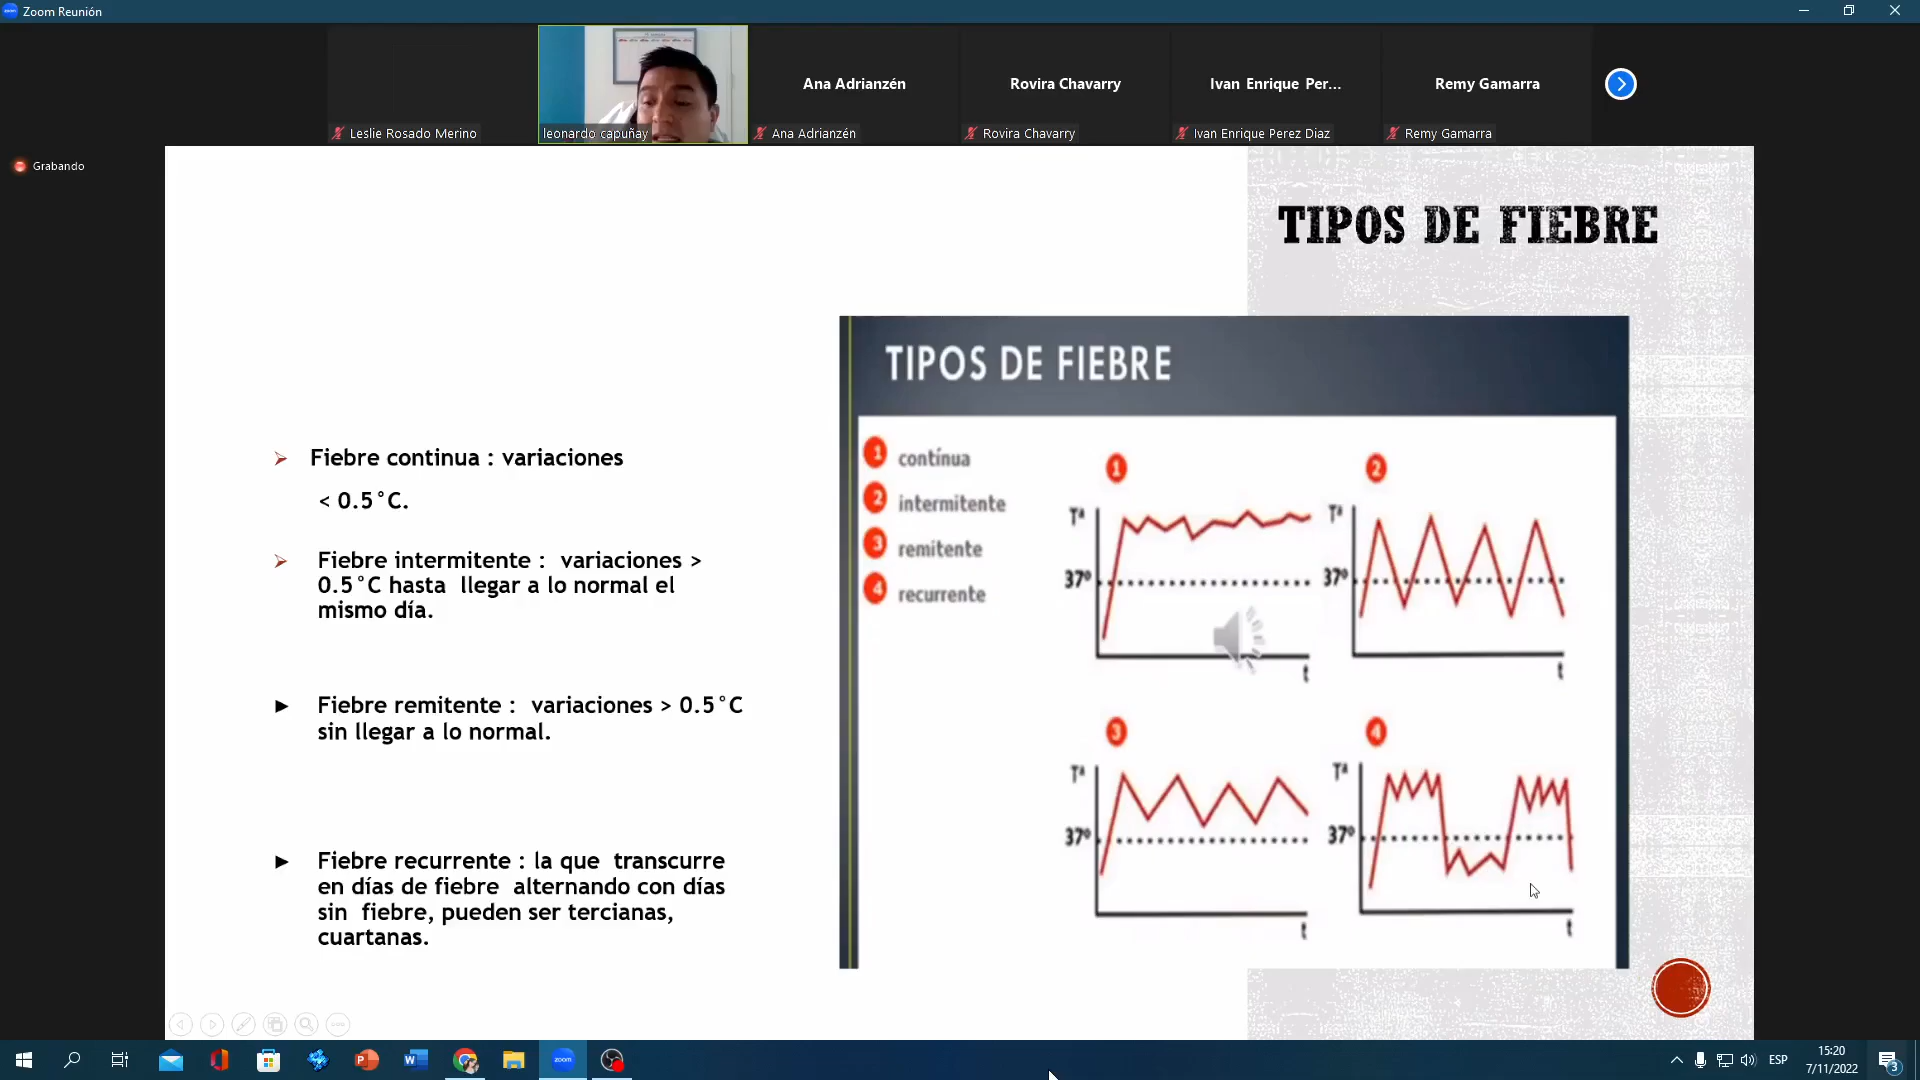 Zoom Reunión
Ana Adrianzén
Rovira Chavarry
Ivan Enrique Per...
Remy Gamarra
Leslie Rosado Merino
leonardo capuñay
Ana Adrianzén
Rovira Chavarry
Ivan Enrique Perez Diaz
Remy Gamarra
Grabando
TIPOS DE FIEBRE
➢ Fiebre continua : variaciones
< 0.5°C.
➢ Fiebre intermitente : variaciones >
0.5°C hasta llegar a lo normal el
mismo día.
► Fiebre remitente : variaciones > 0.5°C
sin llegar a lo normal.
► Fiebre recurrente : la que transcurre
en días de fiebre alternando con días
sin fiebre, pueden ser tercianas,
cuartanas.
TIPOS DE FIEBRE
1 contínua
2 intermitente
3 remitente
4 recurrente
1
Tª
37º
t
2
Tª
37º
t
3
Tª
37º
t
4
Tª
37º
t
zoom
ESP
15:20
7/11/2022
3